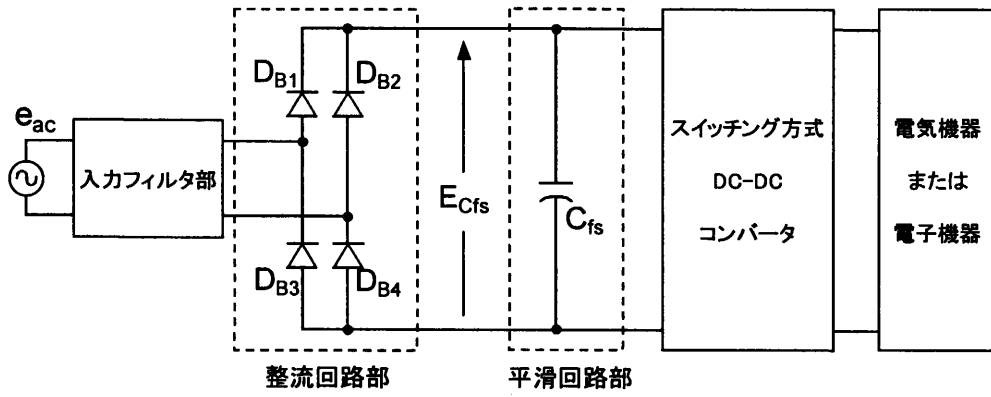 e_ac
入力フィルタ部
D_B1
D_B2
D_B3
D_B4
整流回路部
E_Cfs
C_fs
平滑回路部
スイッチング方式
DC-DC
コンバータ
電気機器
または
電子機器